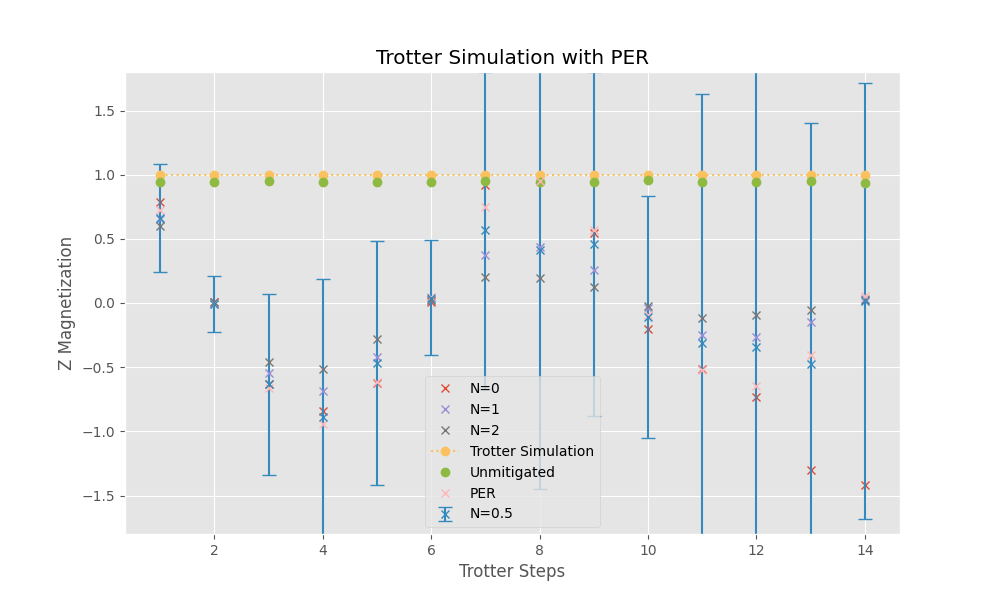 Trotter Simulation with PER
Z Magnetization
1.5
1.0
0.5
0.0
−0.5
−1.0
−1.5
N=0
N=1
N=2
Trotter Simulation
Unmitigated
PER
N=0.5
2 4 6 8 10 12 14
Trotter Steps